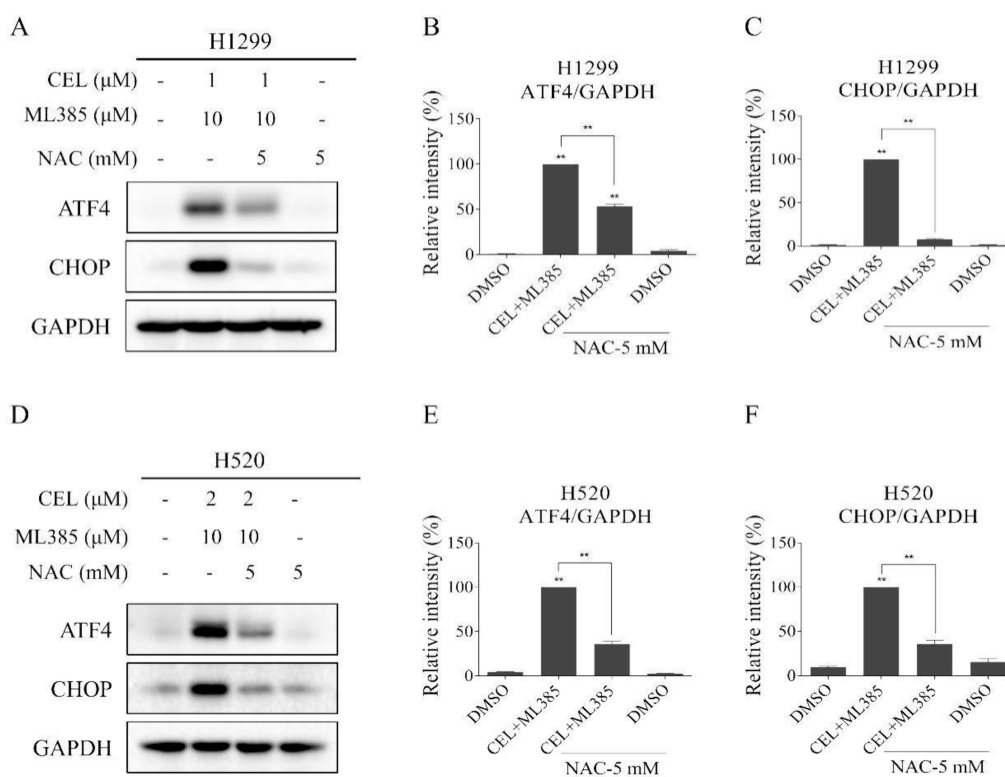 A
H1299
CEL (μM) - 1 1 -
ML385 (μM) - 10 10 -
NAC (mM) - - 5 5
ATF4
CHOP
GAPDH
B
H1299
ATF4/GAPDH
Relative intensity (%)
150
100
50
0
**
**
**
DMSO
CEL+ML385
CEL+ML385
DMSO
NAC-5 mM
C
H1299
CHOP/GAPDH
Relative intensity (%)
150
100
50
0
**
**
DMSO
CEL+ML385
CEL+ML385
DMSO
NAC-5 mM
D
H520
CEL (μM) - 2 2 -
ML385 (μM) - 10 10 -
NAC (mM) - - 5 5
ATF4
CHOP
GAPDH
E
H520
ATF4/GAPDH
Relative intensity (%)
150
100
50
0
**
**
DMSO
CEL+ML385
CEL+ML385
DMSO
NAC-5 mM
F
H520
CHOP/GAPDH
Relative intensity (%)
150
100
50
0
**
**
DMSO
CEL+ML385
CEL+ML385
DMSO
NAC-5 mM